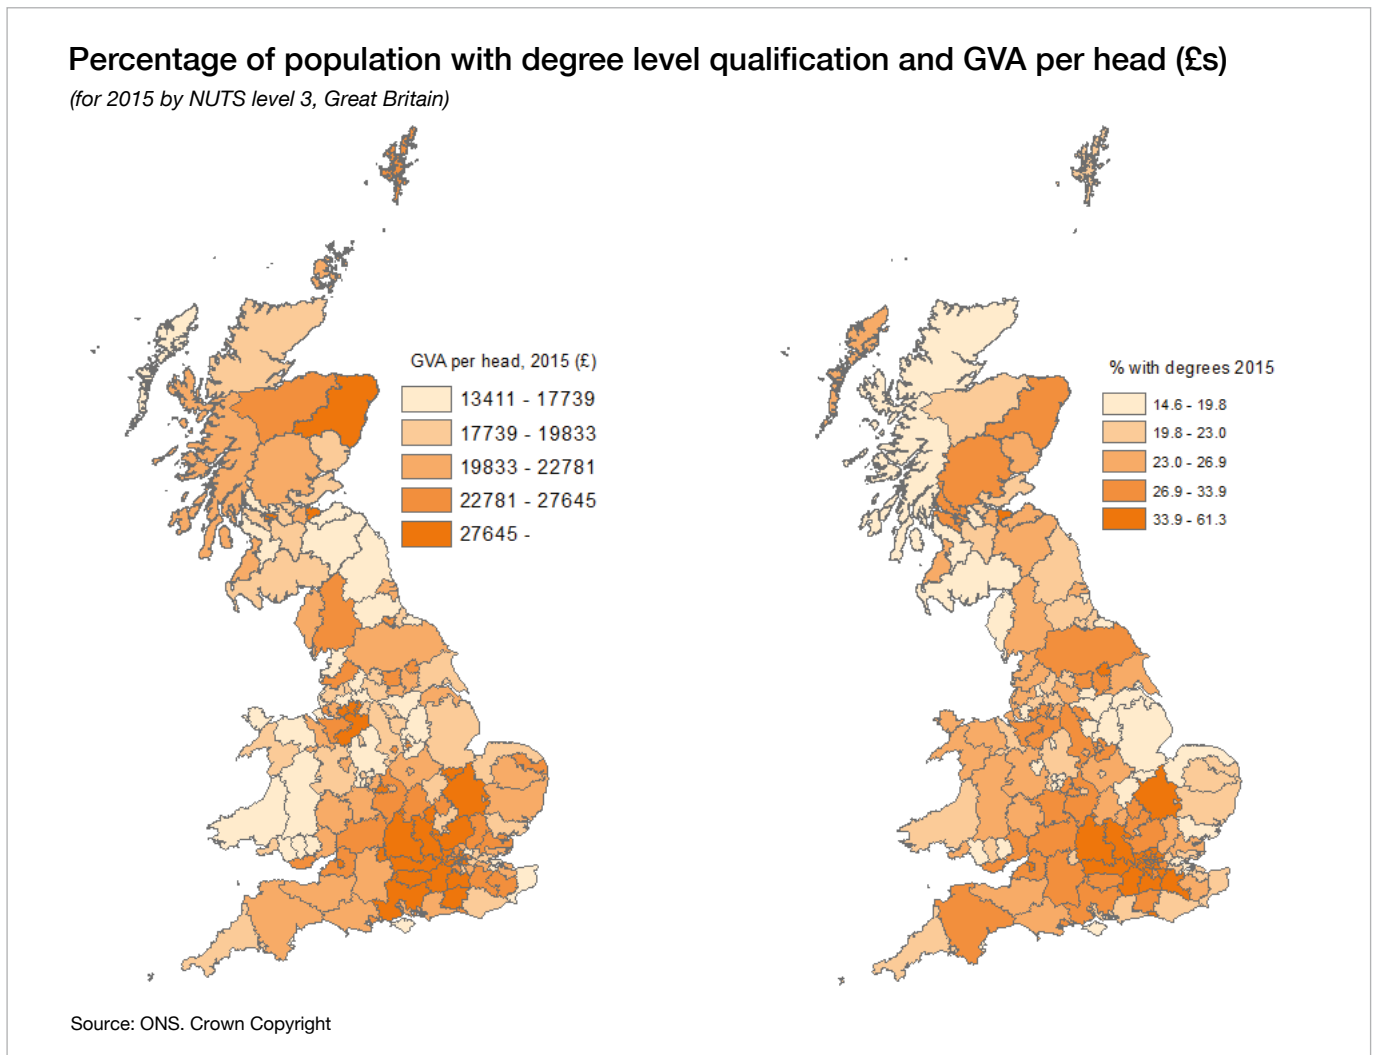 Percentage of population with degree level qualification and GVA per head (£s)
(for 2015 by NUTS level 3, Great Britain)
GVA per head, 2015 (£)
13411 - 17739
17739 - 19833
19833 - 22781
22781 - 27645
27645 -
% with degrees 2015
14.6 - 19.8
19.8 - 23.0
23.0 - 26.9
26.9 - 33.9
33.9 - 61.3
Source: ONS. Crown Copyright